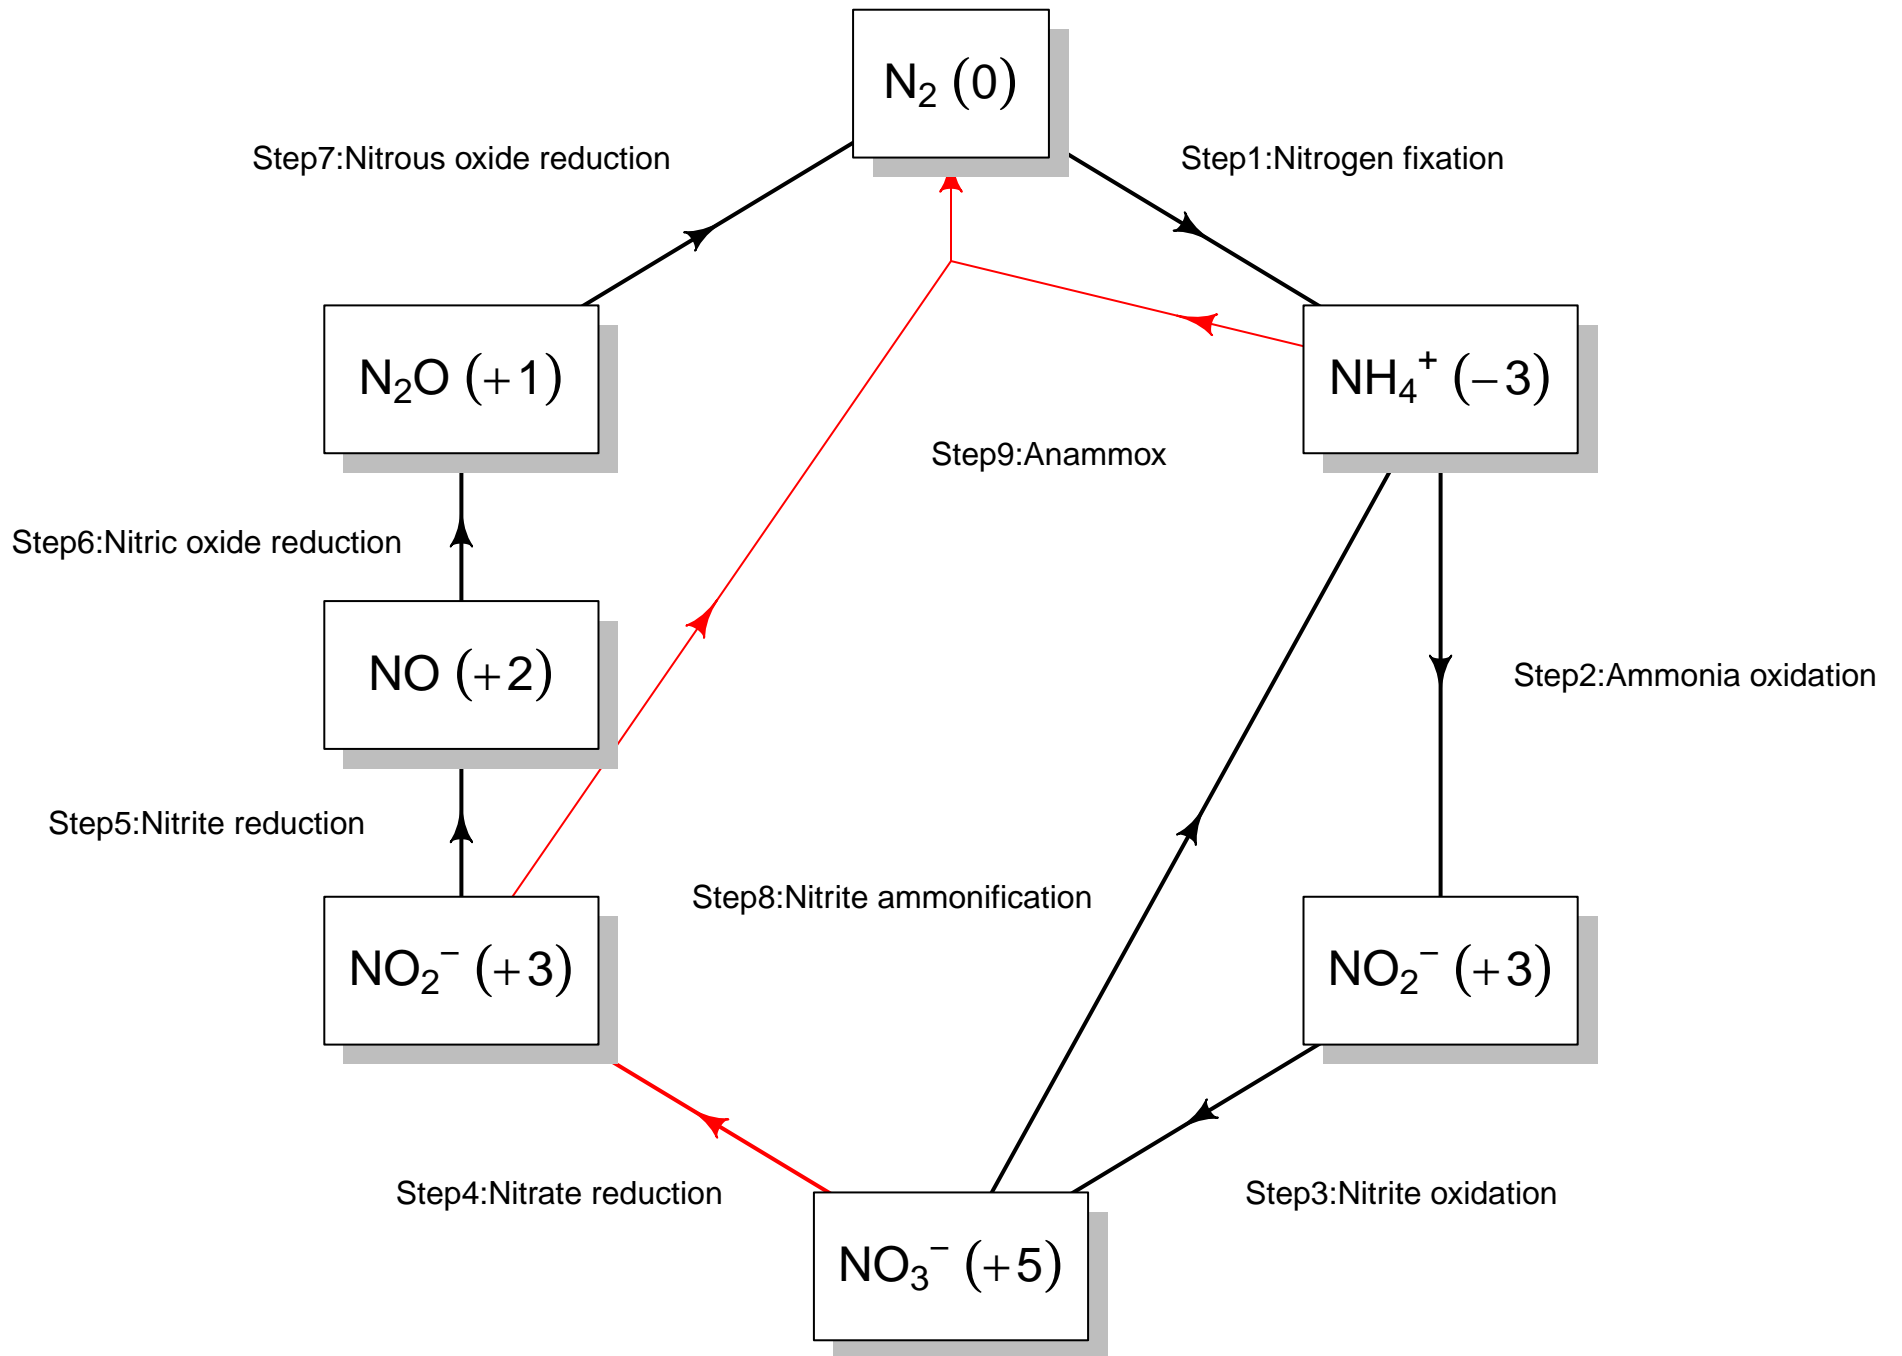 N₂ (0)
Step7:Nitrous oxide reduction
Step1:Nitrogen fixation
N₂O (+1)
NH₄⁺ (−3)
Step9:Anammox
Step6:Nitric oxide reduction
NO (+2)
Step2:Ammonia oxidation
Step5:Nitrite reduction
Step8:Nitrite ammonification
NO₂⁻ (+3)
NO₂⁻ (+3)
Step4:Nitrate reduction
Step3:Nitrite oxidation
NO₃⁻ (+5)